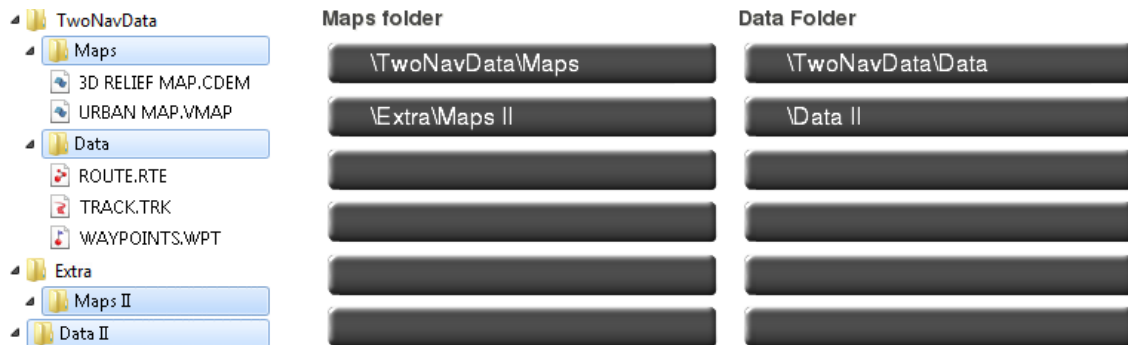 TwoNavData
Maps
3D RELIEF MAP.CDEM
URBAN MAP.VMAP
Data
ROUTE.RTE
TRACK.TRK
WAYPOINTS.WPT
Extra
Maps II
Data II
Maps folder
\TwoNavData\Maps
\Extra\Maps II
Data Folder
\TwoNavData\Data
\Data II